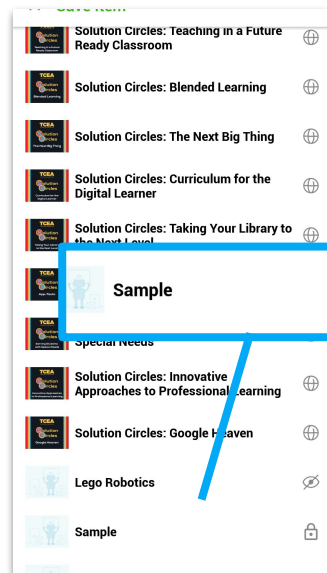 Solution Circles: Teaching in a Future
Ready Classroom
Solution Circles: Blended Learning
Solution Circles: The Next Big Thing
Solution Circles: Curriculum for the
Digital Learner
Solution Circles: Taking Your Library to
the Next Level
Sample
Special Needs
Solution Circles: Innovative
Approaches to Professional Learning
Solution Circles: Google Heaven
Lego Robotics
Sample